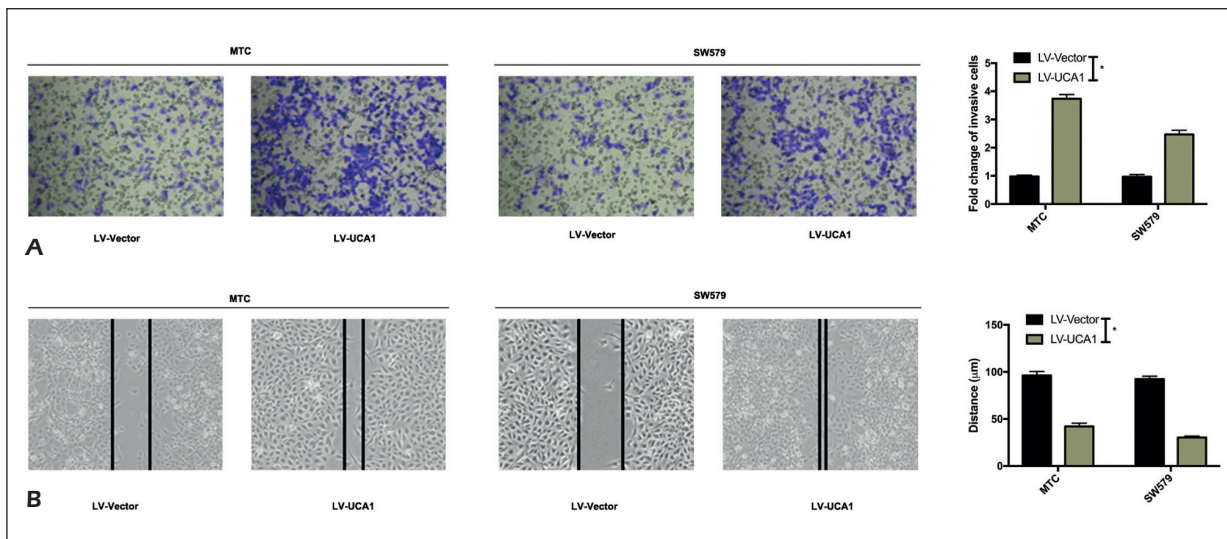 MTC
SW579
LV-Vector
LV-UCA1
LV-Vector
LV-UCA1
A
Fold change of invasive cells
5
4
3
2
1
0
LV-Vector
LV-UCA1
*
MTC
SW579
MTC
SW579
LV-Vector
LV-UCA1
LV-Vector
LV-UCA1
B
Distance (μm)
150
100
50
0
LV-Vector
LV-UCA1
*
MTC
SW579